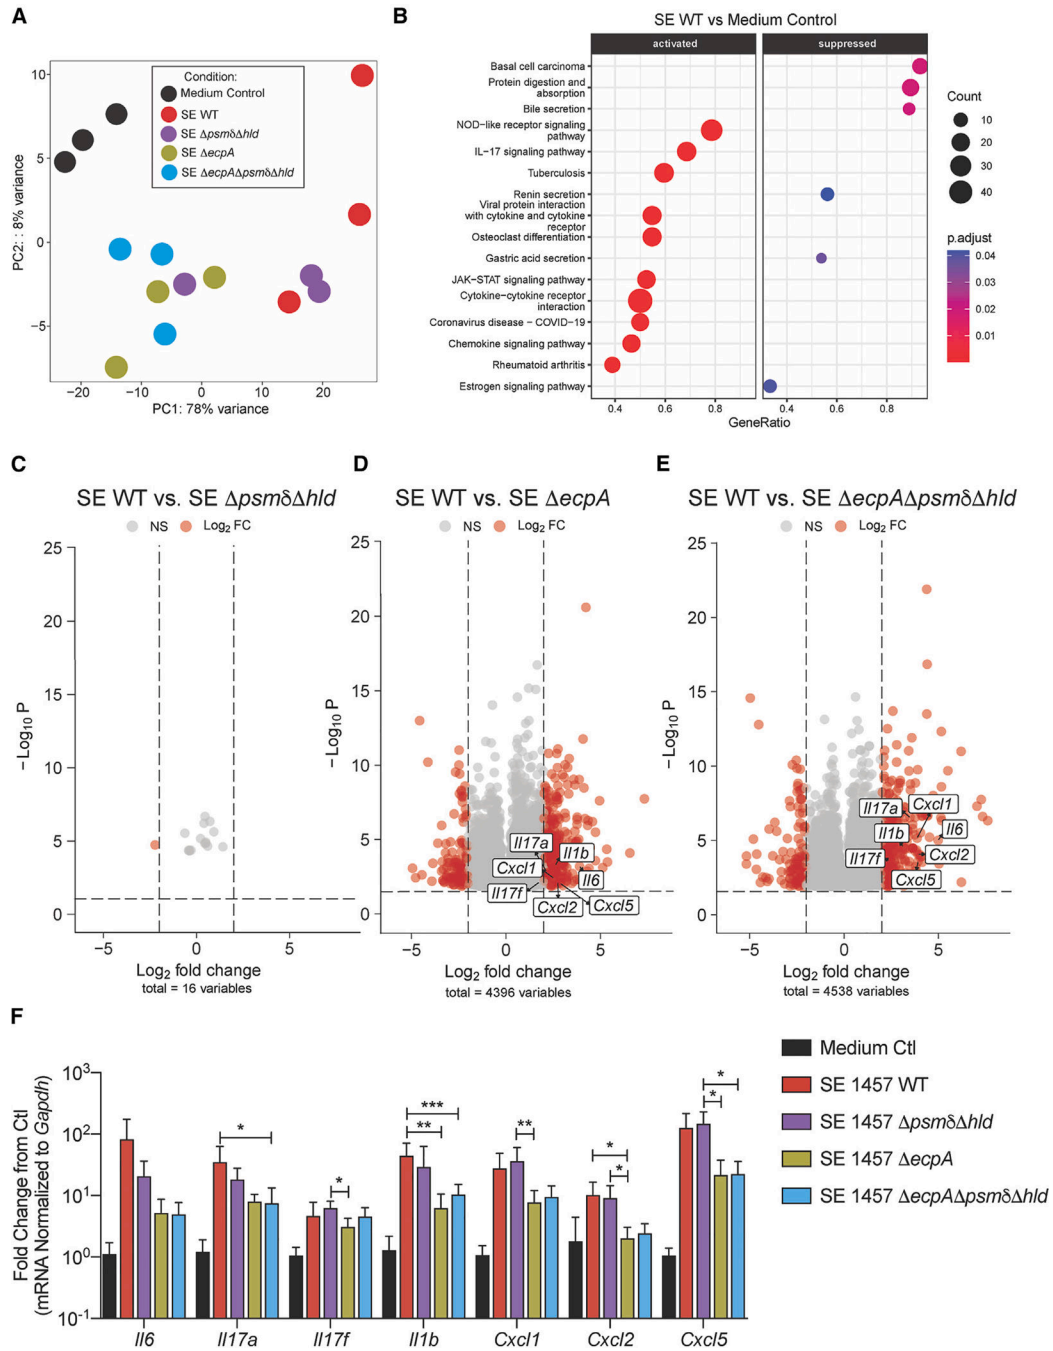 A
10
5
0
−5
PC2: : 8% variance
−20
−10
0
10
20
PC1: 78% variance
Condition:
Medium Control
SE WT
SE Δpsmδ∆hld
SE ΔecpA
SE ΔecpAΔpsmδΔhld
B
SE WT vs Medium Control
activated
suppressed
Basal cell carcinoma
Protein digestion and
absorption
Bile secretion
NOD−like receptor signaling
pathway
IL−17 signaling pathway
Tuberculosis
Renin secretion
Viral protein interaction
with cytokine and cytokine
receptor
Osteoclast differentiation
Gastric acid secretion
JAK−STAT signaling pathway
Cytokine−cytokine receptor
interaction
Coronavirus disease − COVID−19
Chemokine signaling pathway
Rheumatoid arthritis
Estrogen signaling pathway
0.4
0.6
0.8
0.4
0.6
0.8
GeneRatio
Count
10
20
30
40
p.adjust
0.04
0.03
0.02
0.01
C
SE WT vs. SE ΔpsmδΔhld
NS
Log2 FC
25
20
15
10
5
0
−Log10 P
−5
0
5
Log2 fold change
total = 16 variables
D
SE WT vs. SE ΔecpA
NS
Log2 FC
25
20
15
10
5
0
−Log10 P
Il17a
Il1b
Cxcl1
Il6
Il17f
Cxcl2
Cxcl5
−5
0
5
Log2 fold change
total = 4396 variables
E
SE WT vs. SE ΔecpAΔpsmδΔhld
NS
Log2 FC
25
20
15
10
5
0
−Log10 P
Il17a
Cxcl1
Il1b
Il6
Il17f
Cxcl2
Cxcl5
−5
0
5
Log2 fold change
total = 4538 variables
F
Fold Change from Ctl
(mRNA Normalized to Gapdh)
10³
10²
10¹
10⁰
10⁻¹
*
*
***
**
**
*
*
*
*
Il6
Il17a
Il17f
Il1b
Cxcl1
Cxcl2
Cxcl5
Medium Ctl
SE 1457 WT
SE 1457 ΔpsmδΔhld
SE 1457 ΔecpA
SE 1457 ΔecpAΔpsmδΔhld